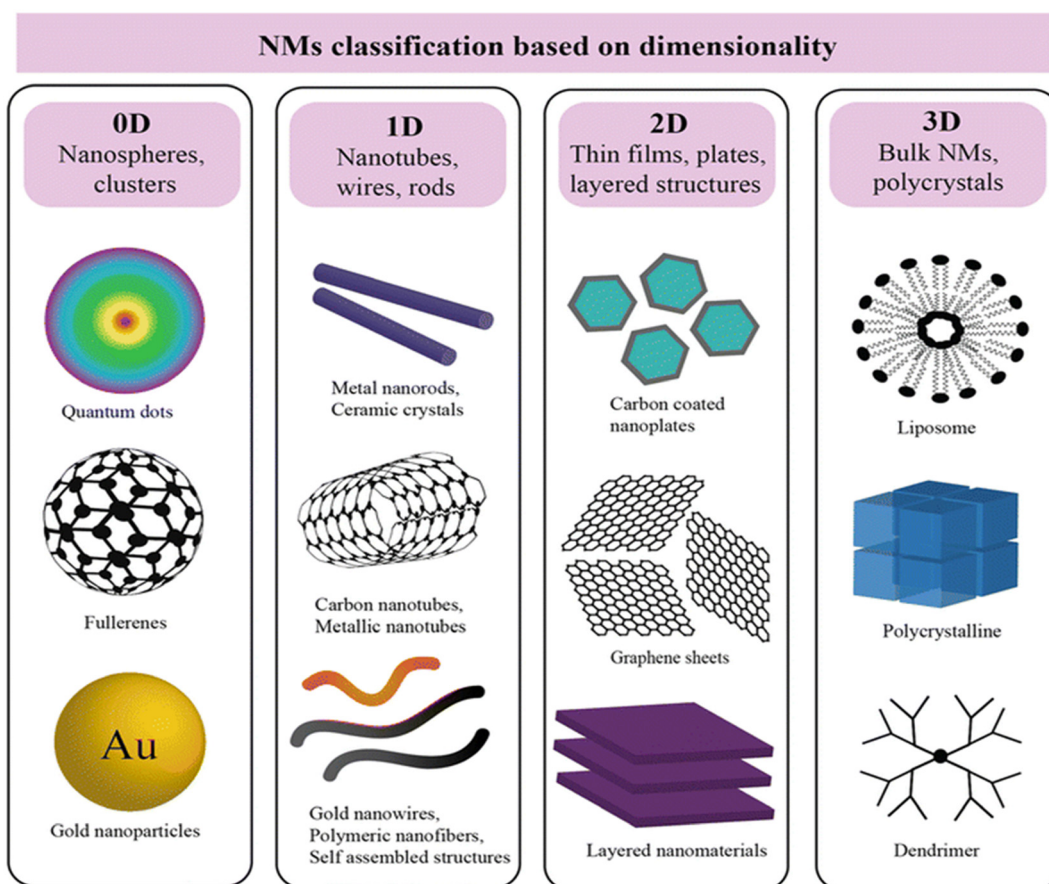 NMs classification based on dimensionality
0D
Nanospheres,
clusters
Quantum dots
Fullerenes
Au
Gold nanoparticles
1D
Nanotubes,
wires, rods
Metal nanorods,
Ceramic crystals
Carbon nanotubes,
Metallic nanotubes
Gold nanowires,
Polymeric nanofibers,
Self assembled structures
2D
Thin films, plates,
layered structures
Carbon coated
nanoplates
Graphene sheets
Layered nanomaterials
3D
Bulk NMs,
polycrystals
Liposome
Polycrystalline
Dendrimer